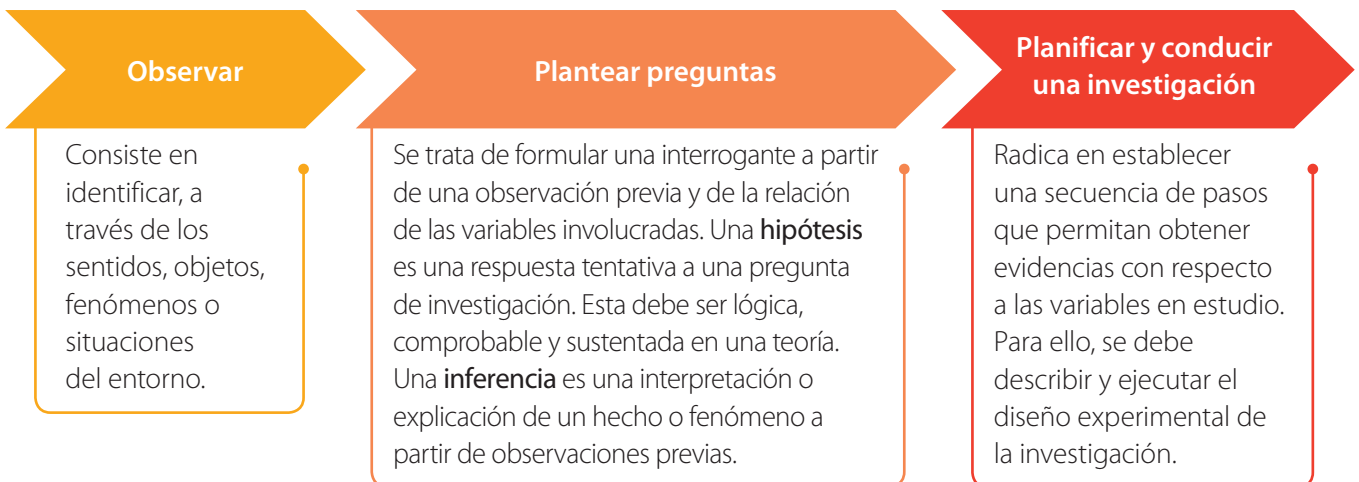 Observar
Consiste en
identificar, a
través de los
sentidos, objetos,
fenómenos o
situaciones
del entorno.
Plantear preguntas
Se trata de formular una interrogante a partir
de una observación previa y de la relación
de las variables involucradas. Una hipótesis
es una respuesta tentativa a una pregunta
de investigación. Esta debe ser lógica,
comprobable y sustentada en una teoría.
Una inferencia es una interpretación o
explicación de un hecho o fenómeno a
partir de observaciones previas.
Planificar y conducir
una investigación
Radica en establecer
una secuencia de pasos
que permitan obtener
evidencias con respecto
a las variables en estudio.
Para ello, se debe
describir y ejecutar el
diseño experimental de
la investigación.